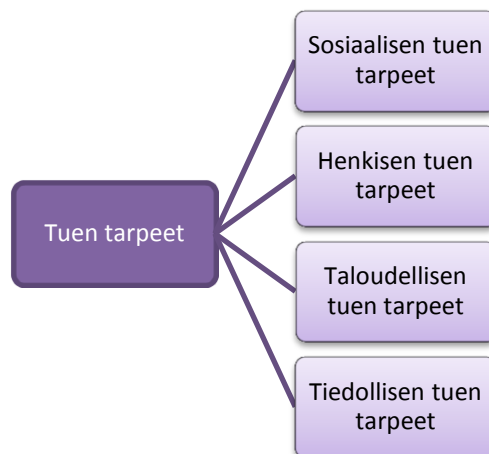 Tuen tarpeet
Sosiaalisen tuen
tarpeet
Henkisen tuen
tarpeet
Taloudellisen
tuen tarpeet
Tiedollisen tuen
tarpeet